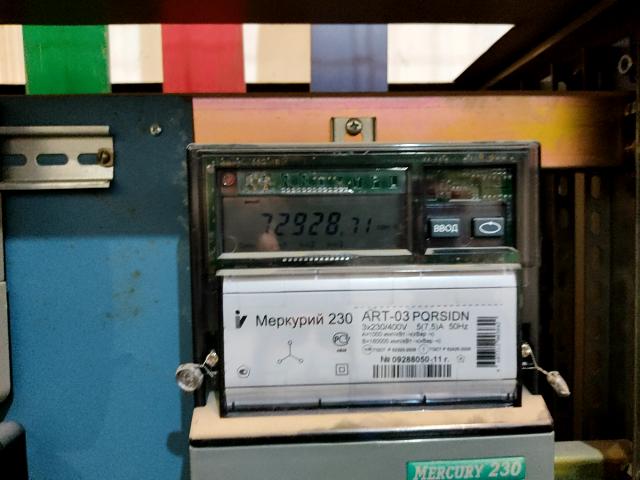 72928.71
ВВОД
Меркурий 230
ART-03 PQRSIDN
3x230/400V 5(7,5)A 50Hz
РСТ
№ 09288050-11 г.
MERCURY 230